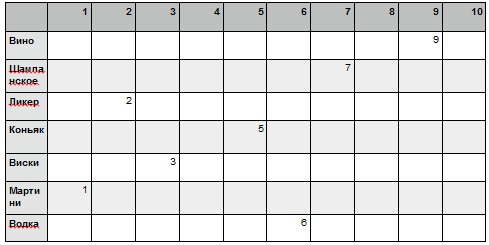 1 2 3 4 5 6 7 8 9 10
Вино 9
Шампа
нское 7
Ликер 2
Коньяк 5
Виски 3
Марти
ни 1
Водка 6